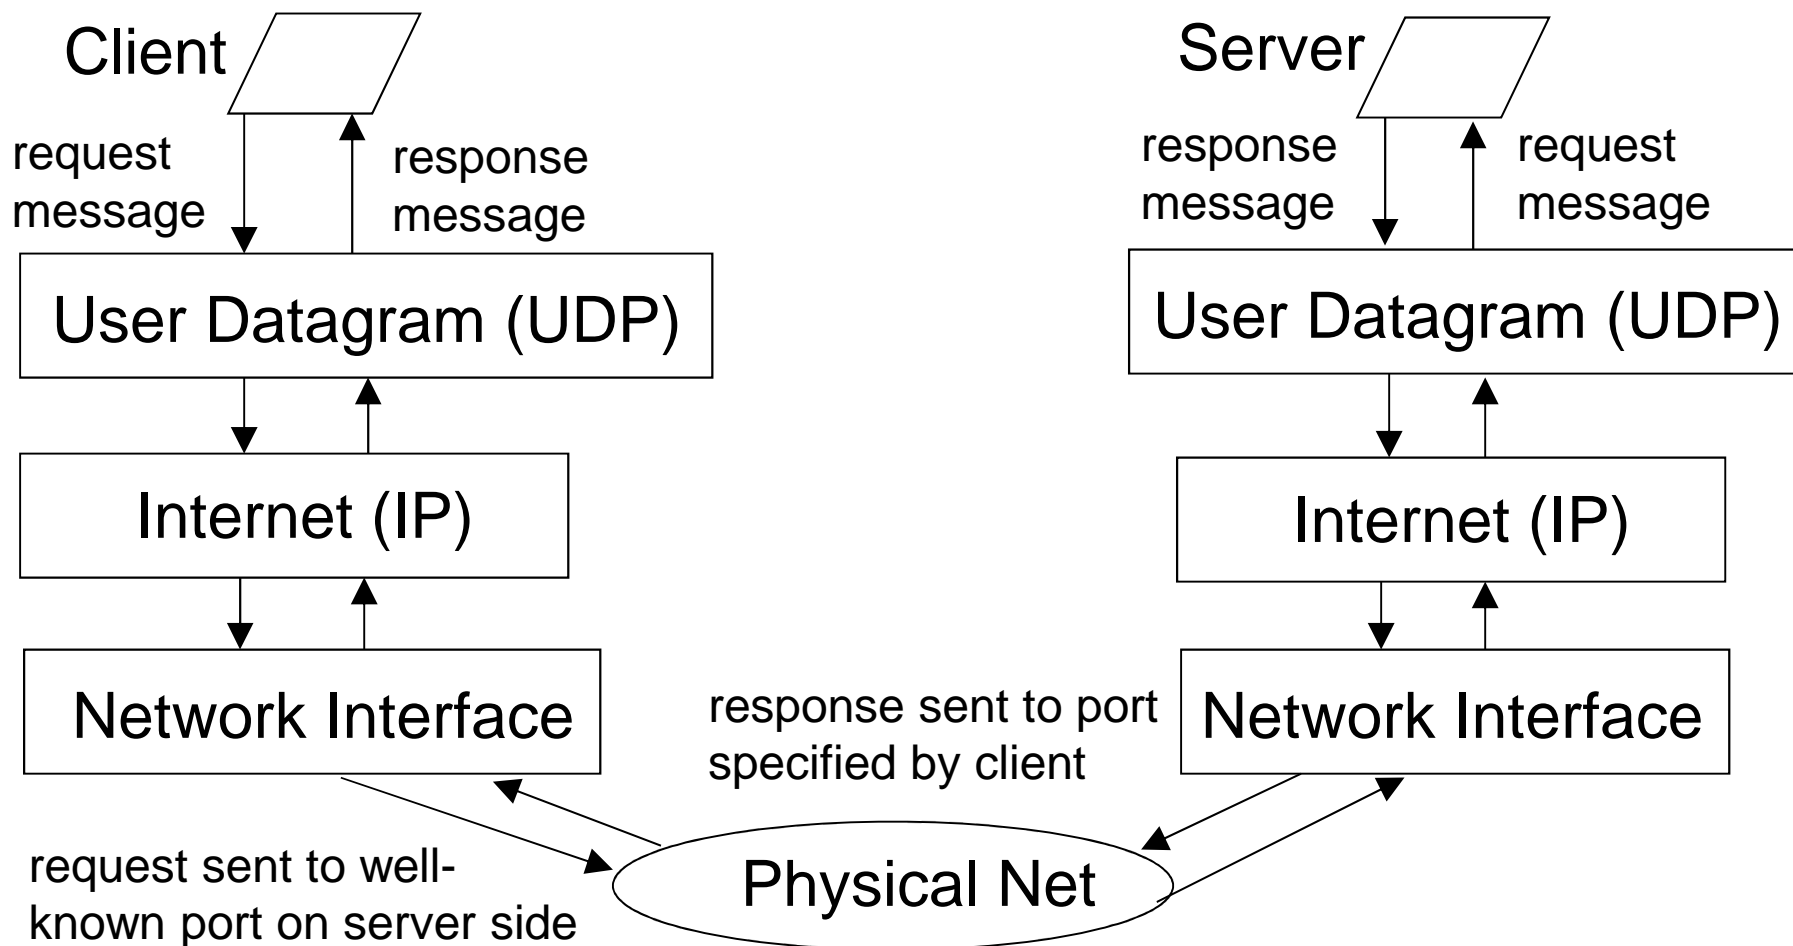 Client
Server
request
message
response
message
response
message
request
message
User Datagram (UDP)
User Datagram (UDP)
Internet (IP)
Internet (IP)
Network Interface
response sent to port
specified by client
Network Interface
request sent to well-
known port on server side
Physical Net